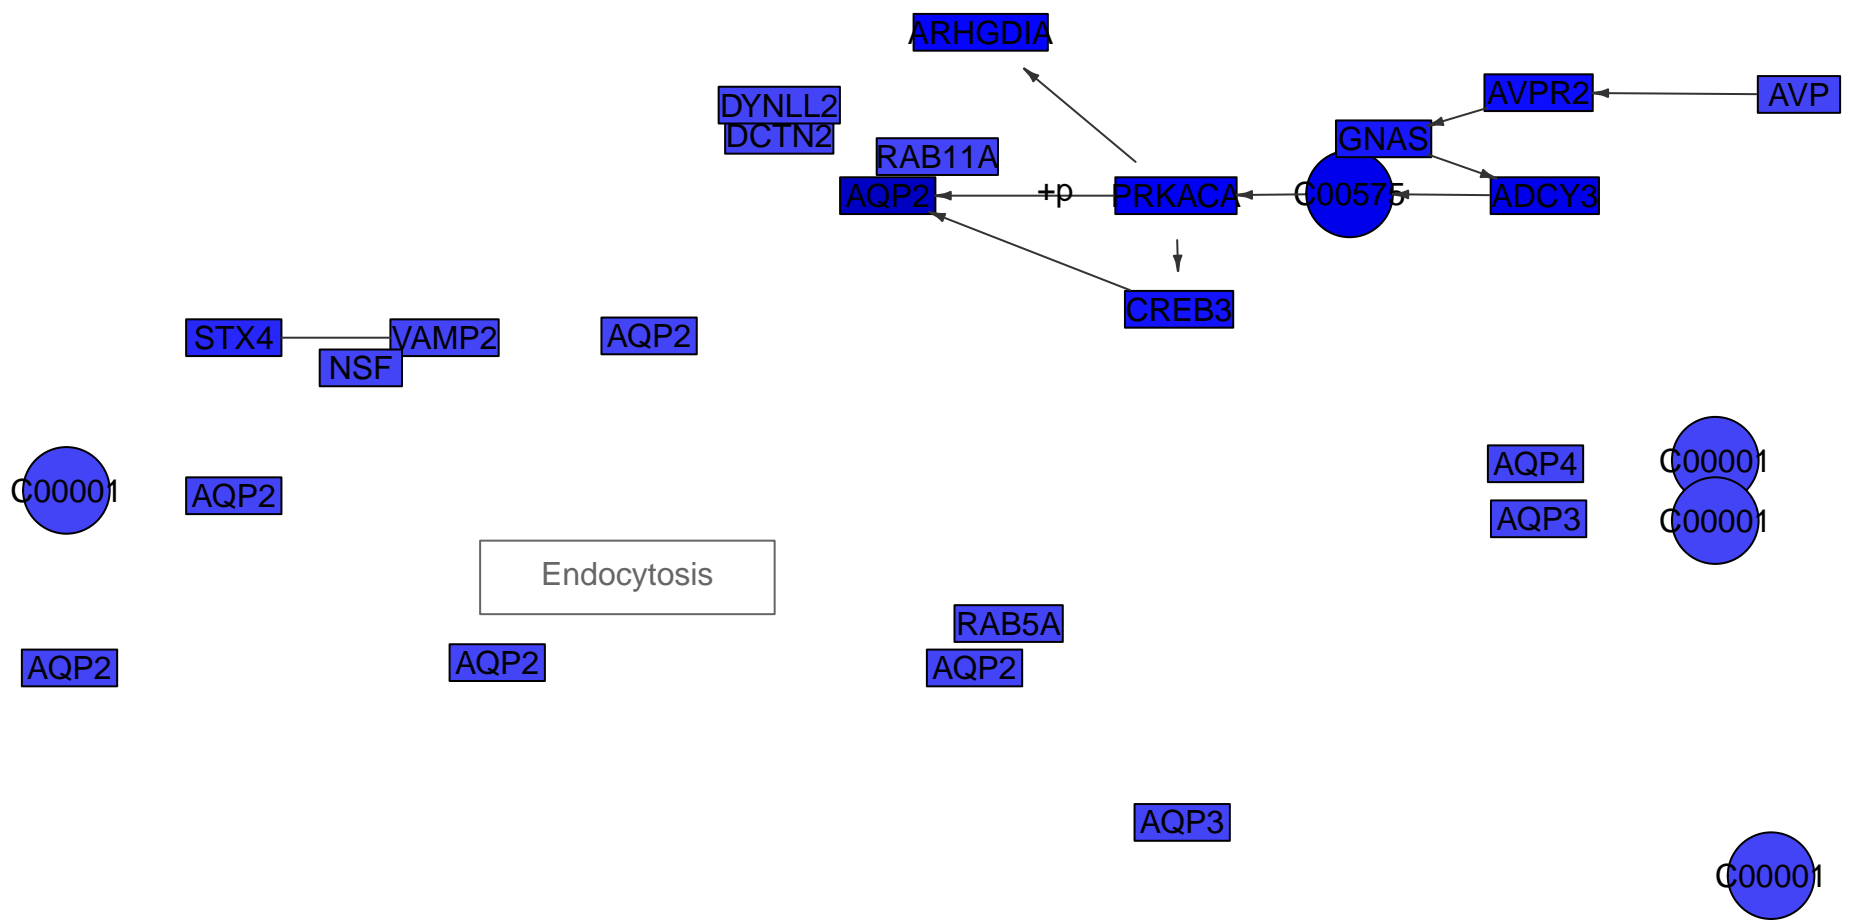 ARHGDIA
AVPR2
AVP
DYNLL2
DCTN2
GNAS
RAB11A
AQP2
+p
PRKACA
C00575
ADCY3
CREB3
STX4
VAMP2
AQP2
NSF
C00001
AQP2
AQP4
C00001
AQP3
C00001
Endocytosis
RAB5A
AQP2
AQP2
AQP2
AQP3
C00001